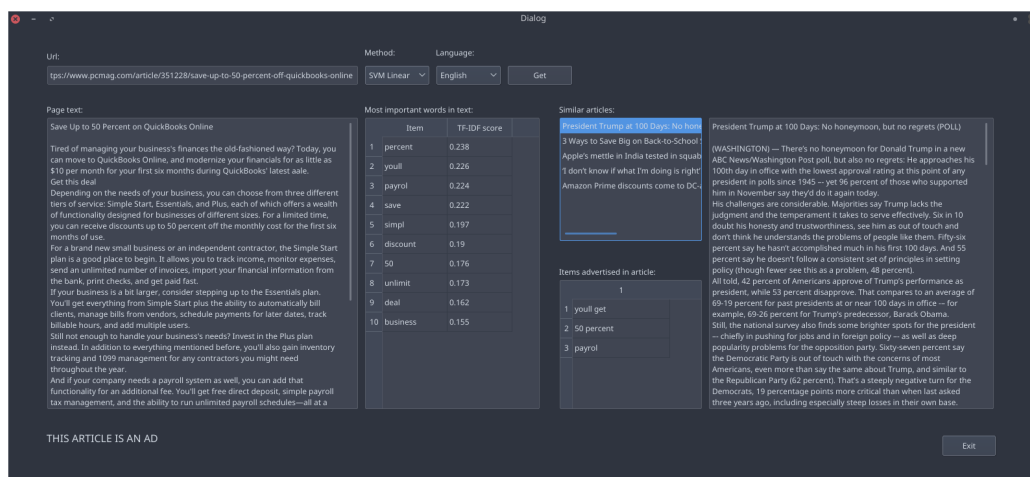 Dialog
Url:
Method:
Language:
tps://www.pcmag.com/article/351228/save-up-to-50-percent-off-quickbooks-online
SVM Linear
English
Get
Page text:
Save Up to 50 Percent on QuickBooks Online
Tired of managing your business's finances the old-fashioned way? Today, you
can move to QuickBooks Online, and modernize your financials for as little as
$10 per month for your first six months during QuickBooks' latest aale.
Get this deal
Depending on the needs of your business, you can choose from three different
tiers of service: Simple Start, Essentials, and Plus, each of which offers a wealth
of functionality designed for businesses of different sizes. For a limited time,
you can receive discounts up to 50 percent off the monthly cost for the first six
months of use.
For a brand new small business or an independent contractor, the Simple Start
plan is a good place to begin. It allows you to track income, monitor expenses,
send an unlimited number of invoices, import your financial information from
the bank, print checks, and get paid fast.
If your business is a bit larger, consider stepping up to the Essentials plan.
You'll get everything from Simple Start plus the ability to automatically bill
clients, manage bills from vendors, schedule payments for later dates, track
billable hours, and add multiple users.
Still not enough to handle your business's needs? Invest in the Plus plan
instead. In addition to everything mentioned before, you'll also gain inventory
tracking and 1099 management for any contractors you might need
throughout the year.
And if your company needs a payroll system as well, you can add that
functionality for an additional fee. You'll get free direct deposit, simple payroll
tax management, and the ability to run unlimited payroll schedules—all at a
Most important words in text:
Item TF-IDF score
1 percent 0.238
2 youll 0.226
3 payrol 0.224
4 save 0.222
5 simpl 0.197
6 discount 0.19
7 50 0.176
8 unlimit 0.173
9 deal 0.162
10 business 0.155
Similar articles:
President Trump at 100 Days: No hone
3 Ways to Save Big on Back-to-School
Apple's mettle in India tested in squab
'I don't know if what I'm doing is right'
Amazon Prime discounts come to DC-
Items advertised in article:
1
1 youll get
2 50 percent
3 payrol
President Trump at 100 Days: No honeymoon, but no regrets (POLL)
(WASHINGTON) — There's no honeymoon for Donald Trump in a new
ABC News/Washington Post poll, but also no regrets: He approaches his
100th day in office with the lowest approval rating at this point of any
president in polls since 1945 -- yet 96 percent of those who supported
him in November say they'd do it again today.
His challenges are considerable. Majorities say Trump lacks the
judgment and the temperament it takes to serve effectively. Six in 10
doubt his honesty and trustworthiness, see him as out of touch and
don't think he understands the problems of people like them. Fifty-six
percent say he hasn't accomplished much in his first 100 days. And 55
percent say he doesn't follow a consistent set of principles in setting
policy (though fewer see this as a problem, 48 percent).
All told, 42 percent of Americans approve of Trump's performance as
president, while 53 percent disapprove. That compares to an average of
69-19 percent for past presidents at or near 100 days in office -- for
example, 69-26 percent for Trump's predecessor, Barack Obama.
Still, the national survey also finds some brighter spots for the president
-- chiefly in pushing for jobs and in foreign policy -- as well as deep
popularity problems for the opposition party. Sixty-seven percent say
the Democratic Party is out of touch with the concerns of most
Americans, even more than say the same about Trump, and similar to
the Republican Party (62 percent). That's a steeply negative turn for the
Democrats, 19 percentage points more critical than when last asked
three years ago, including especially steep losses in their own base.
THIS ARTICLE IS AN AD
Exit